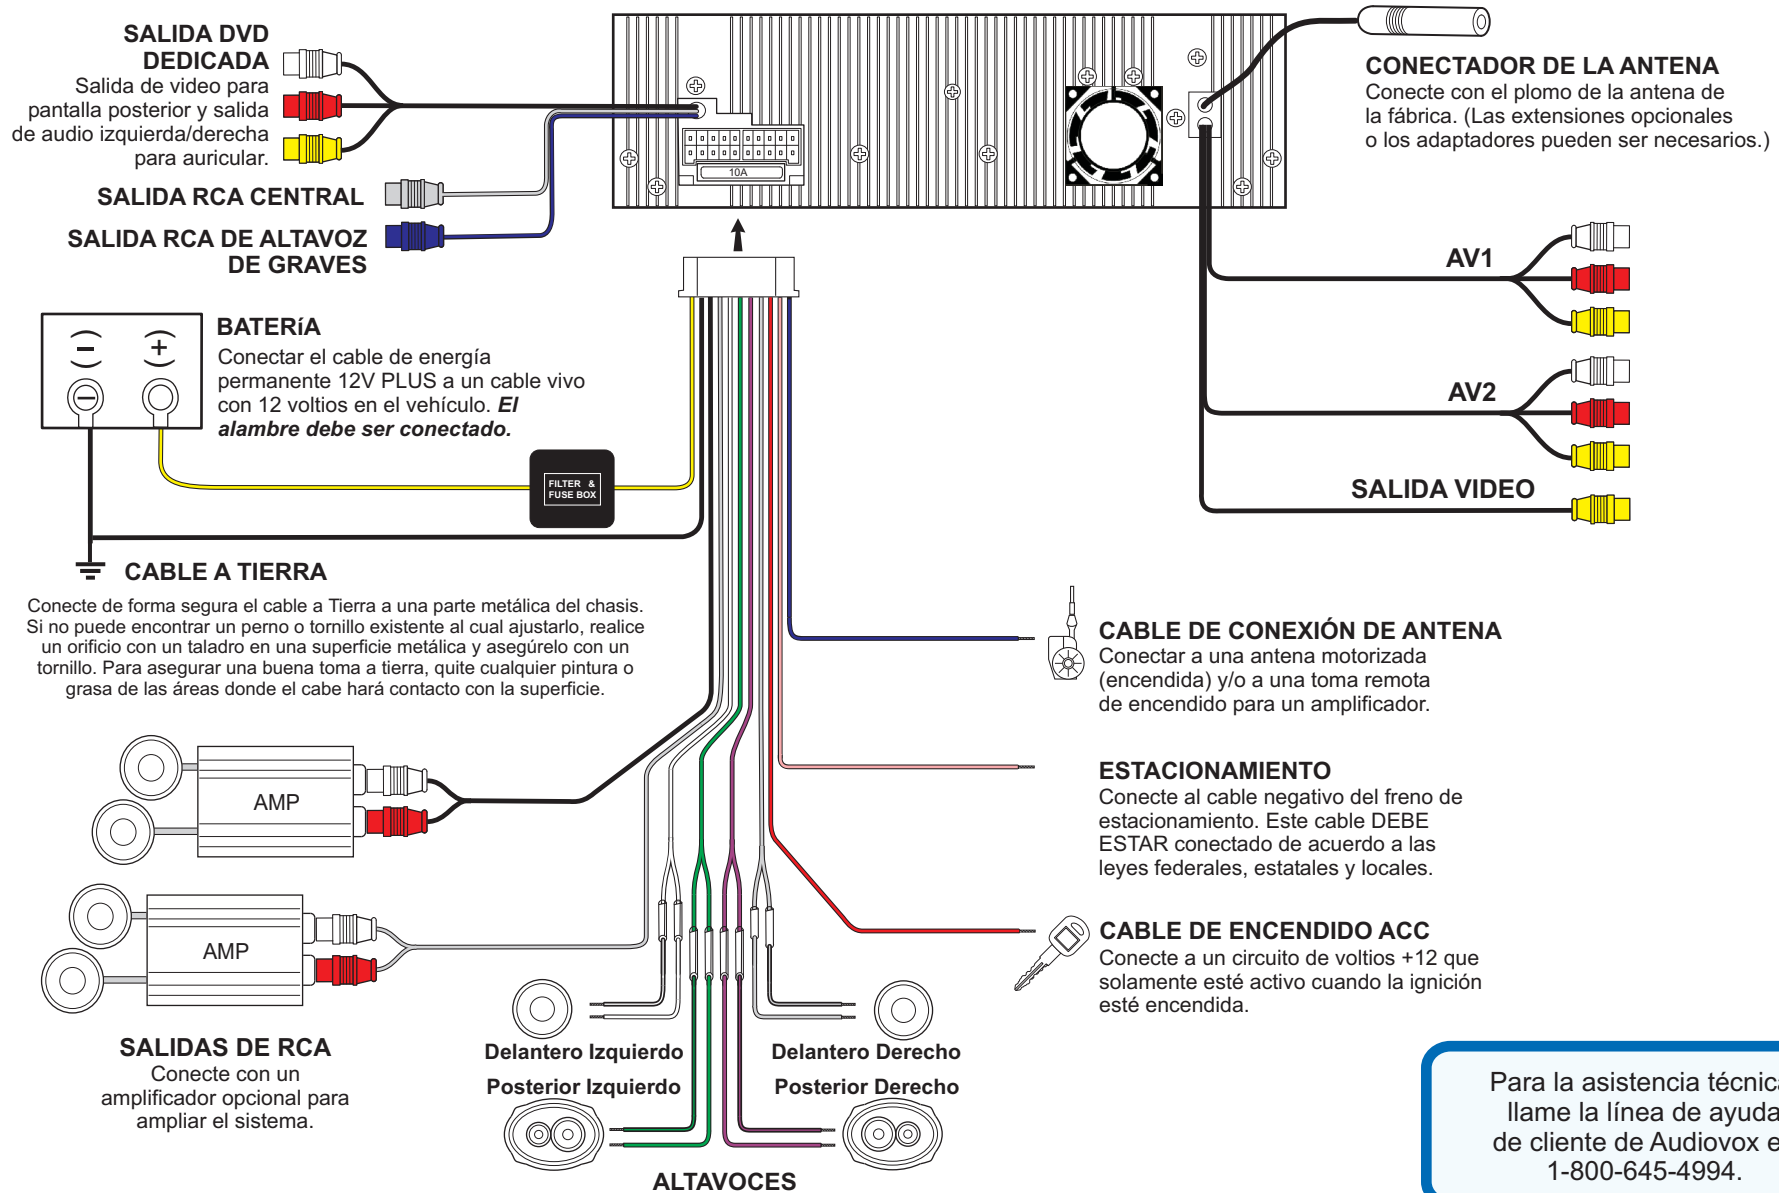 SALIDA DVD
DEDICADA
Salida de video para
pantalla posterior y salida
de audio izquierda/derecha
para auricular.
SALIDA RCA CENTRAL
SALIDA RCA DE ALTAVOZ
DE GRAVES
10A
CONECTADOR DE LA ANTENA
Conecte con el plomo de la antena de
la fábrica. (Las extensiones opcionales
o los adaptadores pueden ser necesarios.)
AV1
AV2
SALIDA VIDEO
BATERíA
Conectar el cable de energía
permanente 12V PLUS a un cable vivo
con 12 voltios en el vehículo. El
alambre debe ser conectado.
(-)
(+)
FILTER &
FUSE BOX
CABLE A TIERRA
Conecte de forma segura el cable a Tierra a una parte metálica del chasis.
Si no puede encontrar un perno o tornillo existente al cual ajustarlo, realice
un orificio con un taladro en una superficie metálica y asegúrelo con un
tornillo. Para asegurar una buena toma a tierra, quite cualquier pintura o
grasa de las áreas donde el cabe hará contacto con la superficie.
CABLE DE CONEXIÓN DE ANTENA
Conectar a una antena motorizada
(encendida) y/o a una toma remota
de encendido para un amplificador.
ESTACIONAMIENTO
Conecte al cable negativo del freno de
estacionamiento. Este cable DEBE
ESTAR conectado de acuerdo a las
leyes federales, estatales y locales.
CABLE DE ENCENDIDO ACC
Conecte a un circuito de voltios +12 que
solamente esté activo cuando la ignición
esté encendida.
AMP
AMP
SALIDAS DE RCA
Conecte con un
amplificador opcional para
ampliar el sistema.
Delantero Izquierdo
Delantero Derecho
Posterior Izquierdo
Posterior Derecho
ALTAVOCES
Para la asistencia técnica
llame la línea de ayuda
de cliente de Audiovox e
1-800-645-4994.